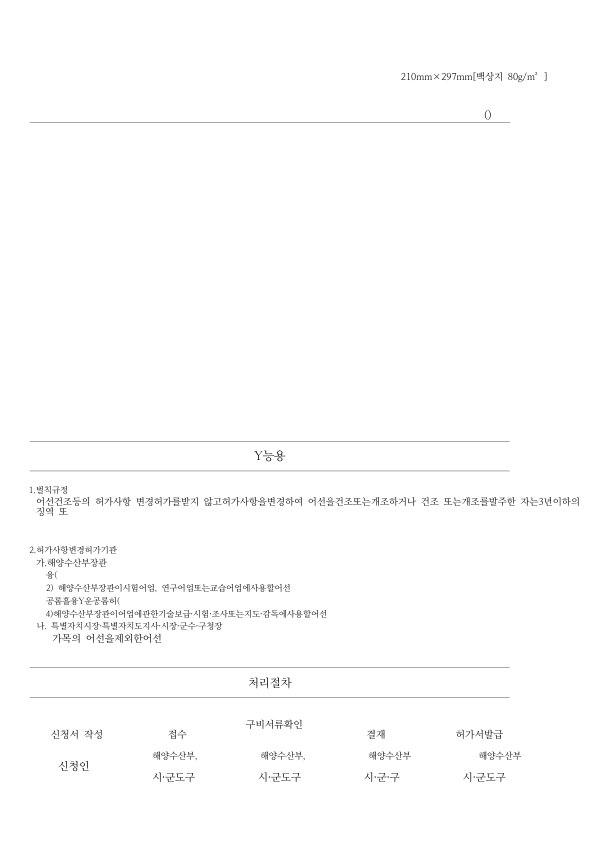 210mm×297mm[백상지 80g/m² ]
()
Y능용
1.벌칙규정
어선건조등의 허가사항 변경허가를받지 않고허가사항을변경하여 어선을건조또는개조하거나 건조 또는개조를발주한 자는3년이하의
징역 또
2.허가사항변경허가기관
가.해양수산부장관
용(
2) 해양수산부장관이시험어업, 연구어업또는교습어업에사용할어선
공롬흘융Y운공롬허(
4)해양수산부장관이어업에관한기술보급·시험·조사또는지도·감독에사용할어선
나. 특별자치시장·특별자치도지사·시장·군수·구청장
가목의 어선을제외한어선
처리절차
신청서 작성 접수 구비서류확인 결재 허가서발급
신청인 해양수산부, 해양수산부, 해양수산부 해양수산부
시·군도구 시·군도구 시·군·구 시·군도구